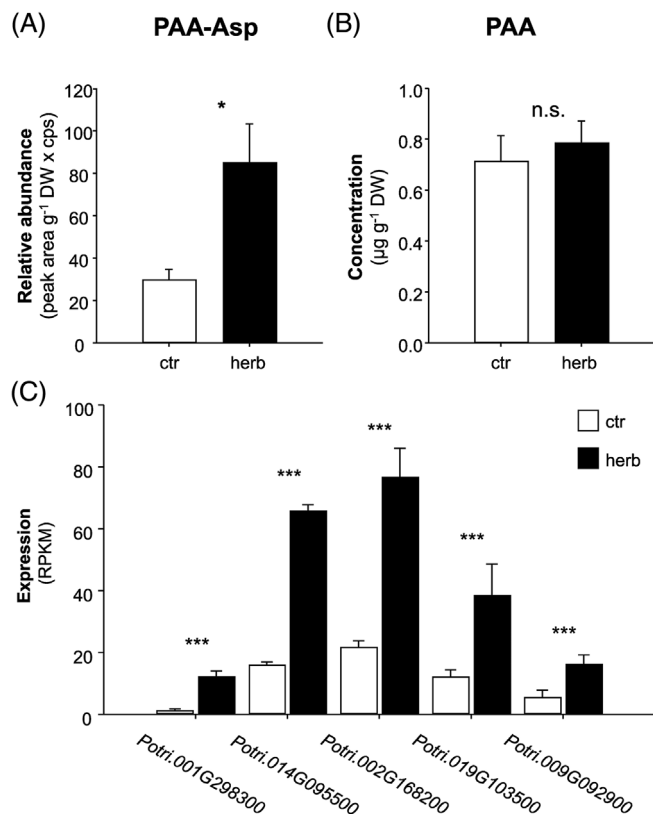 (A) PAA-Asp
Relative abundance
(peak area g-1 DW x cps)
120
100
80
60
40
20
0
*
ctr herb
(B) PAA
Concentration
(µg g-1 DW)
1.0
0.8
0.6
0.4
0.2
0.0
n.s.
ctr herb
(C)
Expression
(RPKM)
100
80
60
40
20
0
***
***
***
***
***
ctr
herb
Potri.001G298300
Potri.014G095500
Potri.002G168200
Potri.019G103500
Potri.009G092900